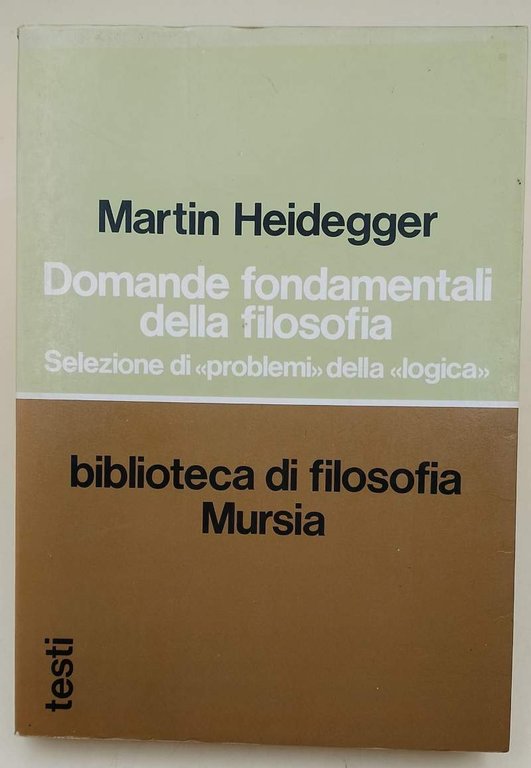 Martin Heidegger
Domande fondamentali
della filosofia
Selezione di «problemi» della «logica»
biblioteca di filosofia
Mursia
testi